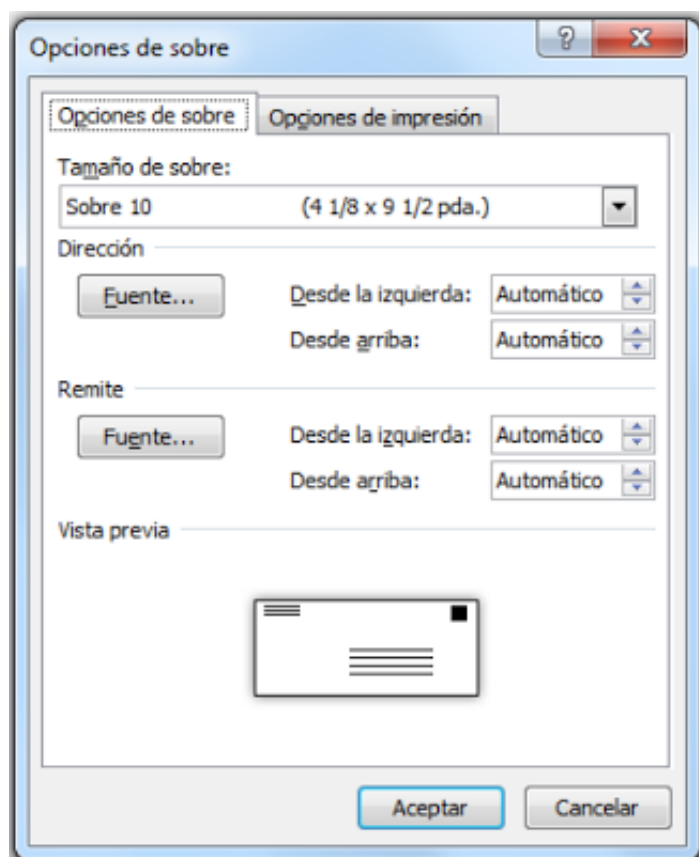 Opciones de sobre
Opciones de sobre Opciones de impresión
Tamaño de sobre:
Sobre 10 (4 1/8 x 9 1/2 pda.)
Dirección
Fuente... Desde la izquierda: Automático
Desde arriba: Automático
Remite
Fuente... Desde la izquierda: Automático
Desde arriba: Automático
Vista previa
Aceptar Cancelar